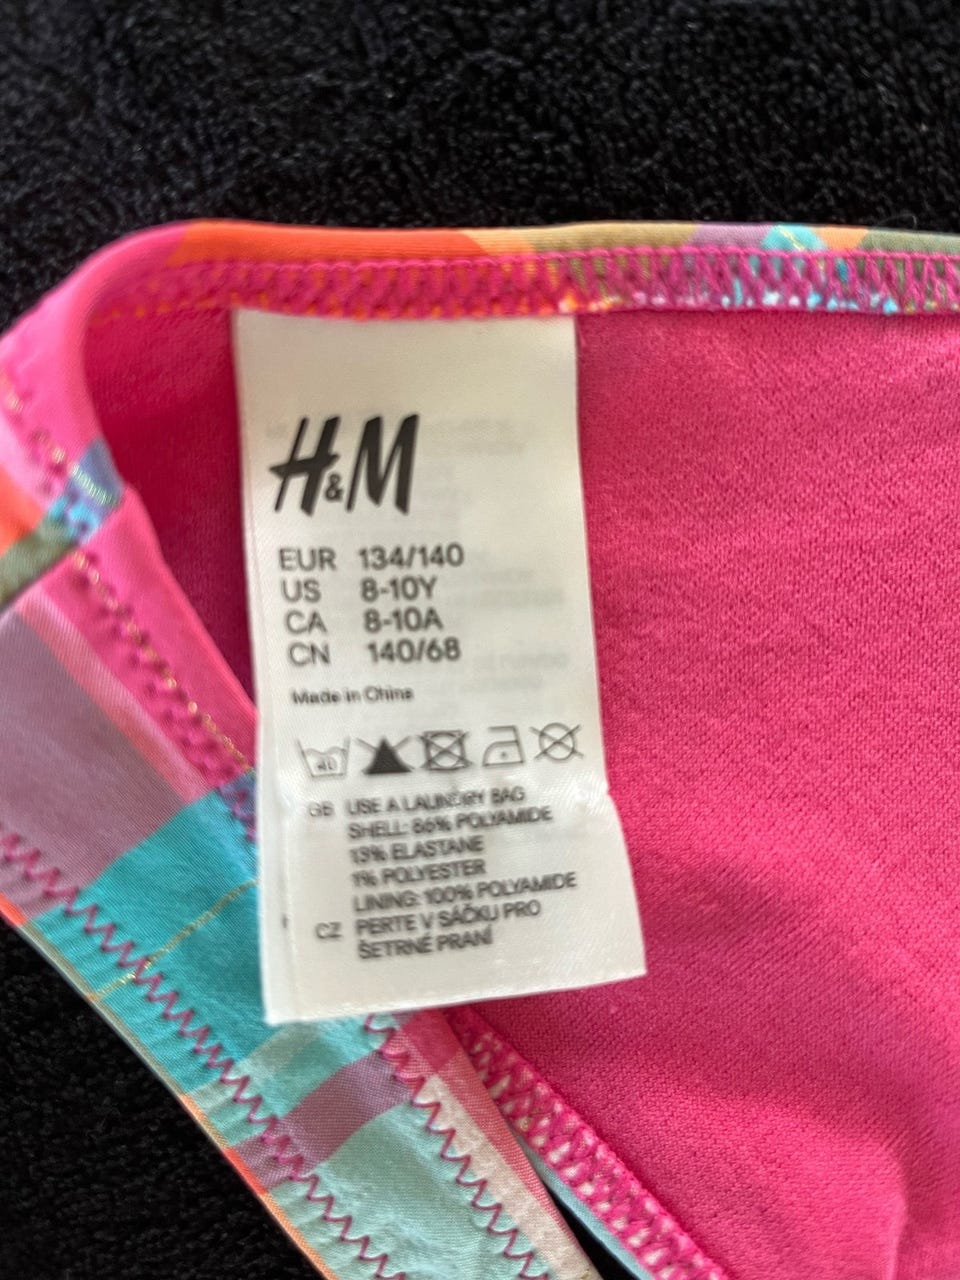 H&M
EUR 134/140
US 8-10Y
CA 8-10A
CN 140/68
Made in China
40
GB USE A LAUNDRY BAG
SHELL: 86% POLYAMIDE
13% ELASTANE
1% POLYESTER
LINING: 100% POLYAMIDE
CZ PERTE V SÁČKU PRO
ŠETRNÉ PRANÍ